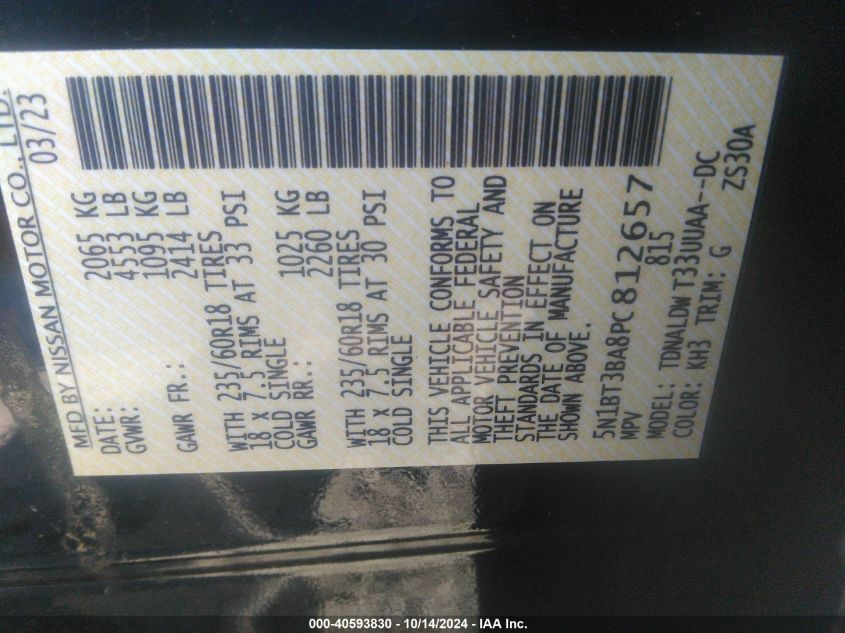 MFD BY NISSAN MOTOR CO., LTD.
DATE: 03/23
GVWR: 2065 KG
4553 LB
GAWR FR.: 1095 KG
2414 LB
WITH 235/60R18 TIRES
18 X 7.5 RIMS AT 33 PSI
COLD SINGLE
GAWR RR.: 1025 KG
2260 LB
WITH 235/60R18 TIRES
18 X 7.5 RIMS AT 30 PSI
COLD SINGLE
THIS VEHICLE CONFORMS TO
ALL APPLICABLE FEDERAL
MOTOR VEHICLE SAFETY AND
THEFT PREVENTION
STANDARDS IN EFFECT ON
THE DATE OF MANUFACTURE
SHOWN ABOVE.
5N1BT3BA8PC812657
MPV 815
MODEL: TDNALDW T33UUAA--DC
COLOR: KH3 TRIM: G ZS30A
000-40593830 - 10/14/2024 - IAA Inc.